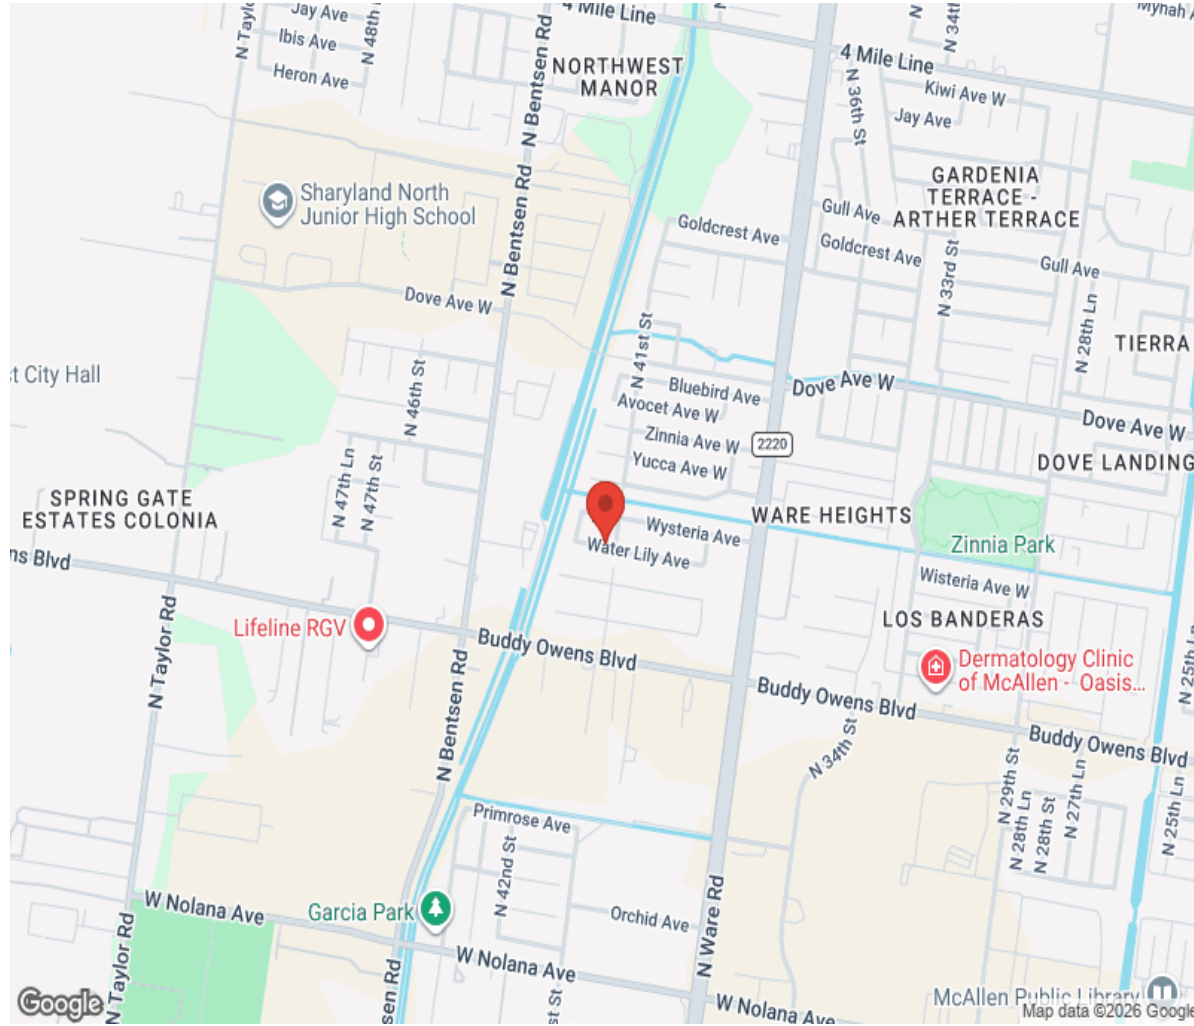 4 Mile Line
Mynah A
Jay Ave
Ibis Ave
Heron Ave
N Taylo
N 48th
N Bentsen Rd
NORTHWEST
MANOR
N 34th
4 Mile Line
N 36th St
Kiwi Ave W
Jay Ave
GARDENIA
TERRACE -
ARTHER TERRACE
Sharyland North
Junior High School
N Bentsen Rd
Goldcrest Ave
Gull Ave
Goldcrest Ave
N 33rd St
Gull Ave
N 28th Ln
Dove Ave W
N 41st St
TIERRA
t City Hall
N 46th St
Bluebird Ave
Avocet Ave W
Zinnia Ave W
Yucca Ave W
Dove Ave W
2220
Dove Ave W
DOVE LANDING
N 47th Ln
N 47th St
SPRING GATE
ESTATES COLONIA
Wysteria Ave
Water Lily Ave
WARE HEIGHTS
Zinnia Park
Wisteria Ave W
LOS BANDERAS
ns Blvd
N Taylor Rd
Lifeline RGV
Buddy Owens Blvd
N Bentsen Rd
Dermatology Clinic
of McAllen - Oasis...
N 25th Ln
Buddy Owens Blvd
N 34th St
Buddy Owens Blvd
N Bentsen Rd
N 29th St
N 28th Ln
N 28th St
N 27th Ln
N 25th Ln
Primrose Ave
N 42nd St
W Nolana Ave
Garcia Park
Orchid Ave
N Ware Rd
N Taylor Rd
W Nolana Ave
sen Rd
st St
W Nolana Ave
McAllen Public Library
Google
Map data ©2026 Google